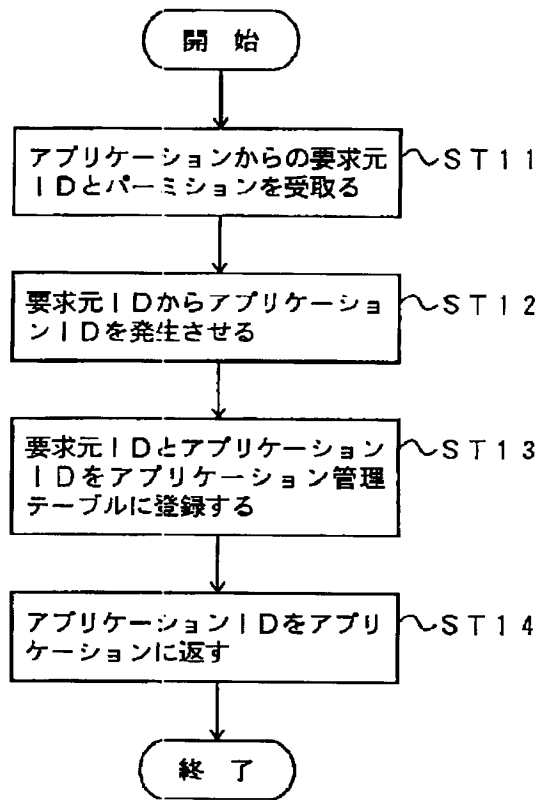 開 始
アプリケーションからの要求元
IDとパーミションを受取る
ST11
要求元IDからアプリケーショ
ンIDを発生させる
ST12
要求元IDとアプリケーション
IDをアプリケーション管理
テーブルに登録する
ST13
アプリケーションIDをアプリ
ケーションに返す
ST14
終 了